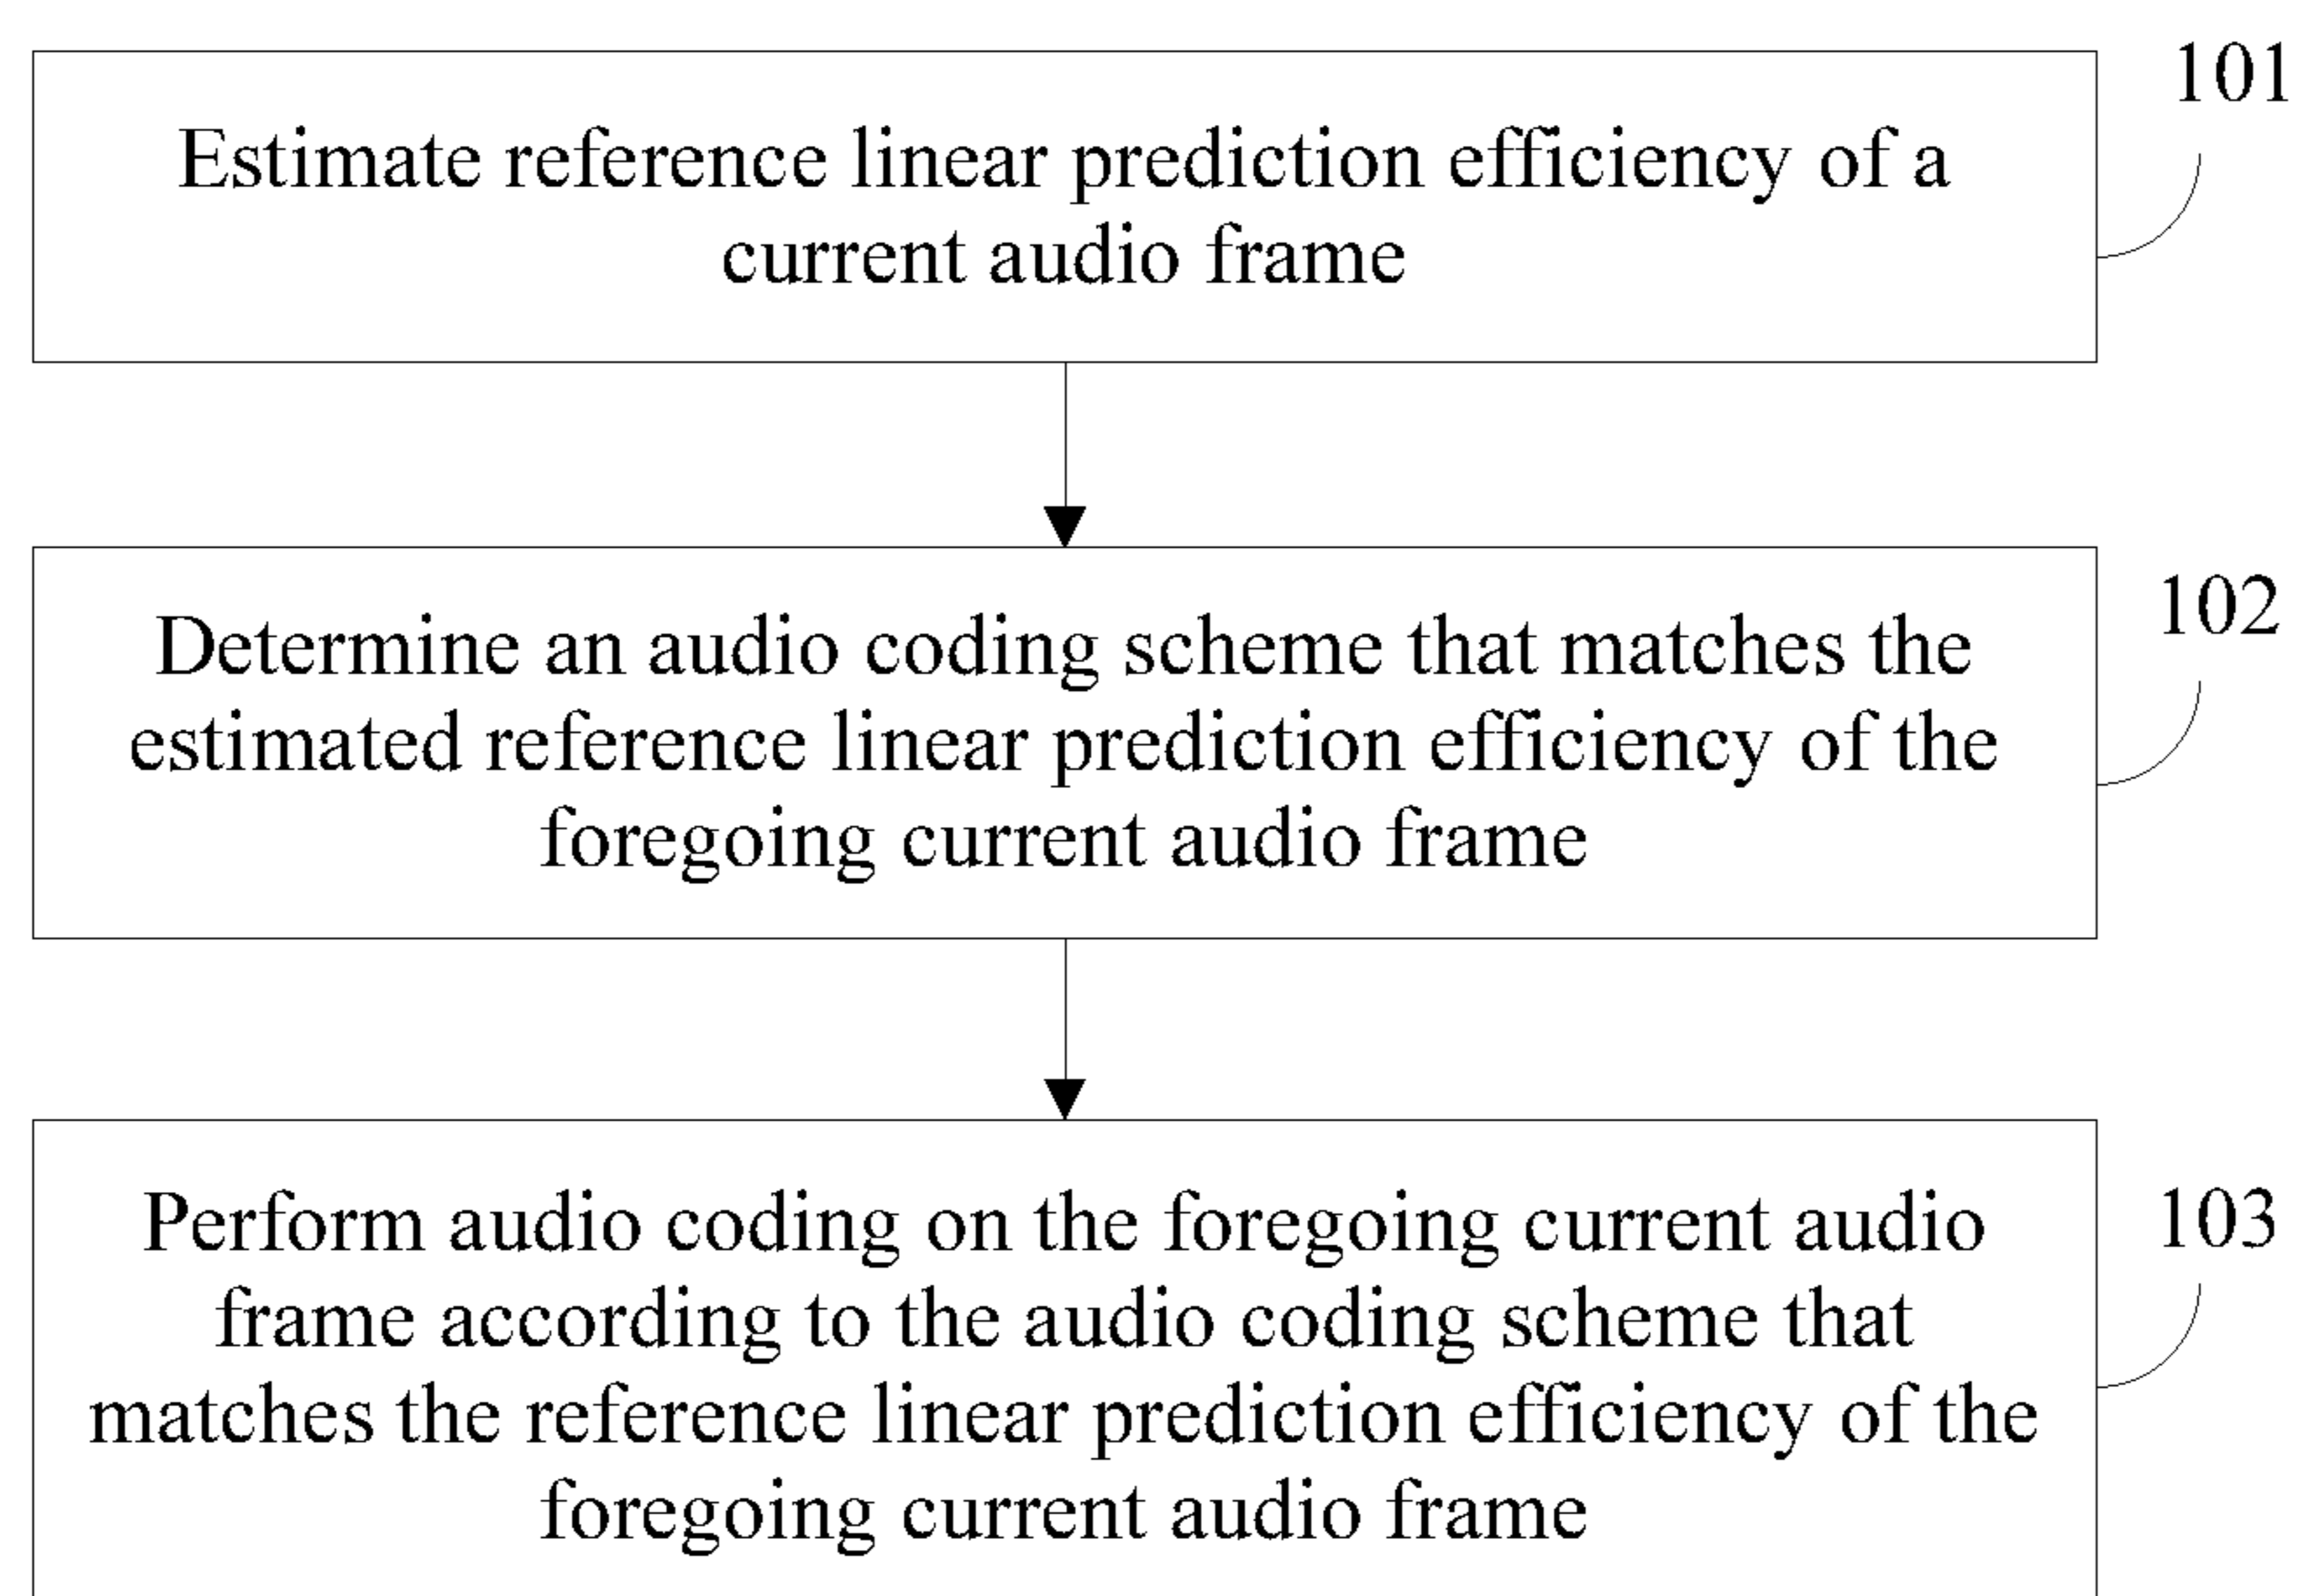 101
Estimate reference linear prediction efficiency of a
current audio frame
102
Determine an audio coding scheme that matches the
estimated reference linear prediction efficiency of the
foregoing current audio frame
103
Perform audio coding on the foregoing current audio
frame according to the audio coding scheme that
matches the reference linear prediction efficiency of the
foregoing current audio frame